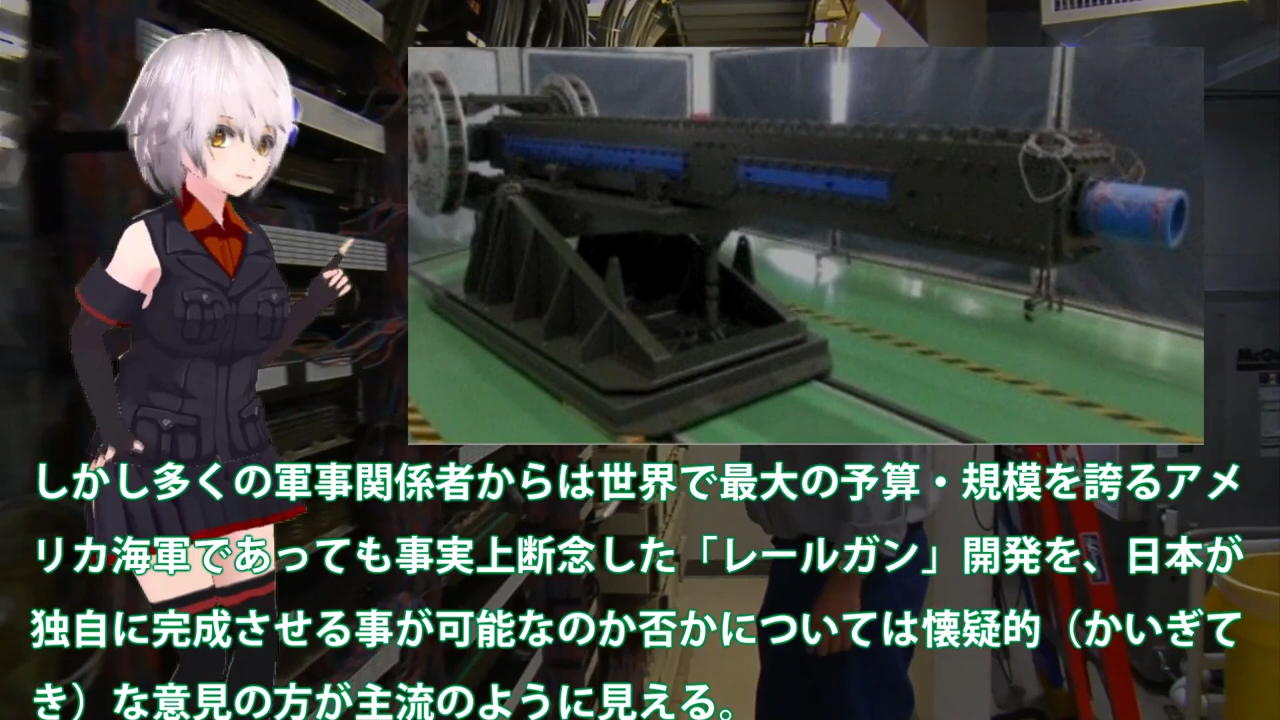 しかし多くの軍事関係者からは世界で最大の予算・規模を誇るアメ
リカ海軍であっても事実上断念した「レールガン」開発を、日本が
独自に完成させる事が可能なのか否かについては懐疑的（かいぎて
き）な意見の方が主流のように見える。